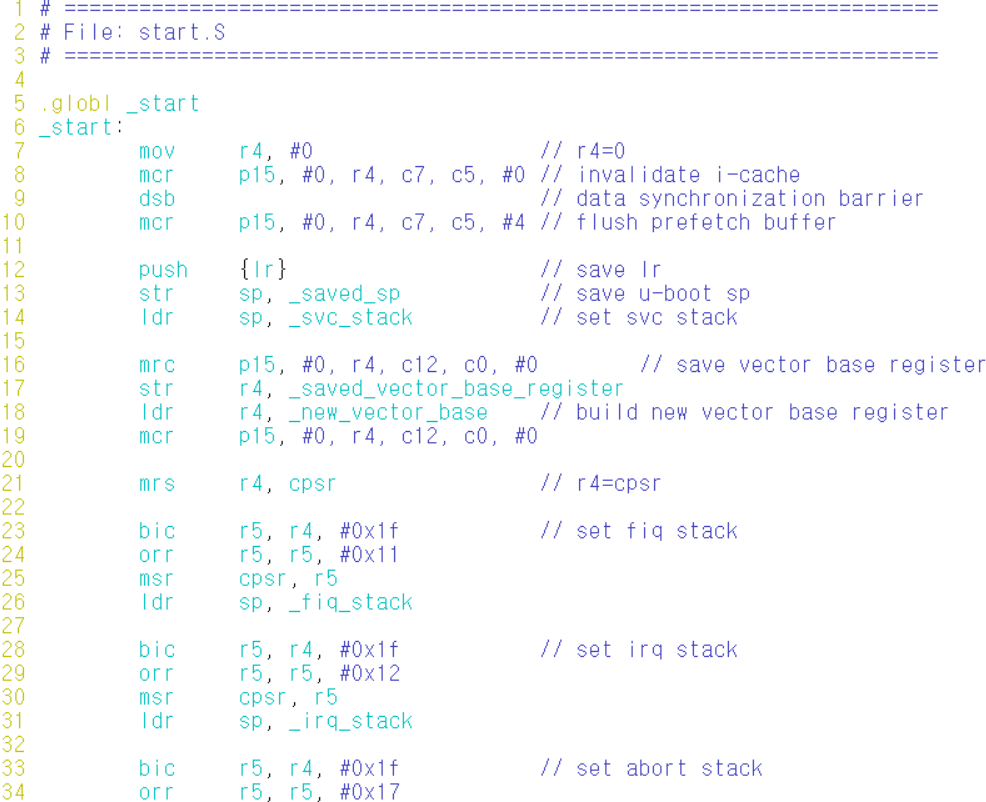 1 # ======================================================================
2 # File: start.S
3 # ======================================================================
4
5 .globl _start
6 _start:
7 mov r4, #0 // r4=0
8 mcr p15, #0, r4, c7, c5, #0 // invalidate i-cache
9 dsb // data synchronization barrier
10 mcr p15, #0, r4, c7, c5, #4 // flush prefetch buffer
11
12 push {lr} // save lr
13 str sp, _saved_sp // save u-boot sp
14 ldr sp, _svc_stack // set svc stack
15
16 mrc p15, #0, r4, c12, c0, #0 // save vector base register
17 str r4, _saved_vector_base_register
18 ldr r4, _new_vector_base // build new vector base register
19 mcr p15, #0, r4, c12, c0, #0
20
21 mrs r4, cpsr // r4=cpsr
22
23 bic r5, r4, #0x1f // set fiq stack
24 orr r5, r5, #0x11
25 msr cpsr, r5
26 ldr sp, _fiq_stack
27
28 bic r5, r4, #0x1f // set irq stack
29 orr r5, r5, #0x12
30 msr cpsr, r5
31 ldr sp, _irq_stack
32
33 bic r5, r4, #0x1f // set abort stack
34 orr r5, r5, #0x17